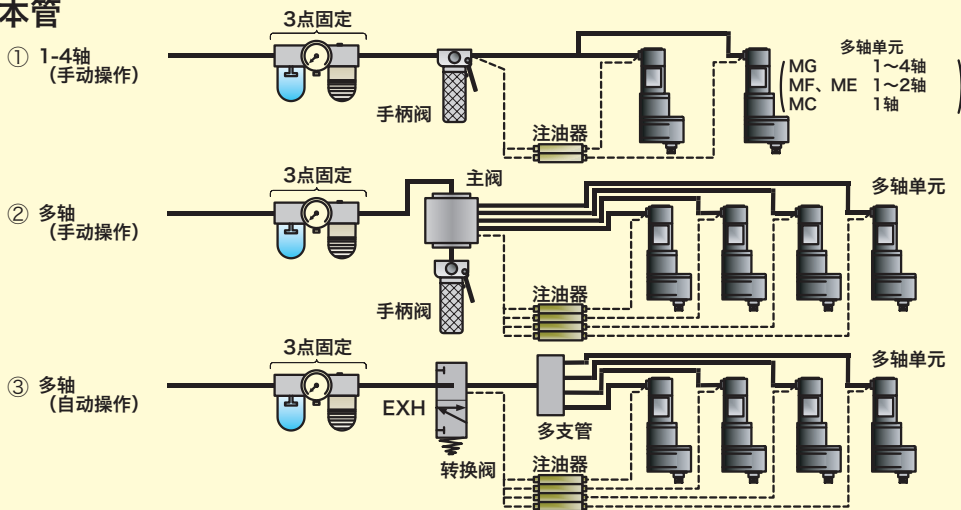 本管
3点固定
① 1-4轴
（手动操作）
手柄阀
注油器
多轴单元
MG 1～4轴
MF、ME 1～2轴
MC 1轴
3点固定
主阀
多轴单元
② 多轴
（手动操作）
手柄阀
注油器
3点固定
多轴单元
③ 多轴
（自动操作）
EXH
多支管
转换阀
注油器